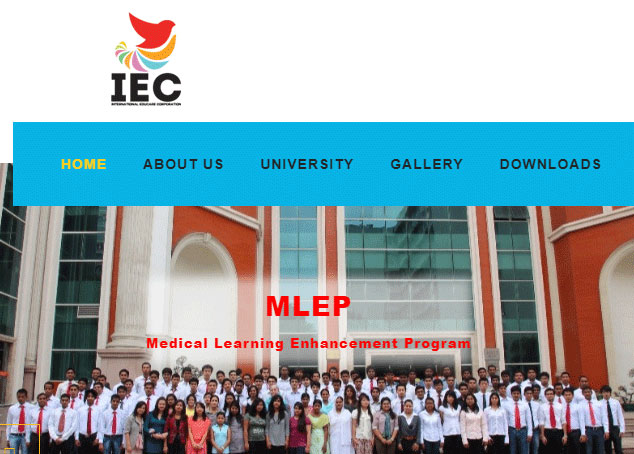 IEC
INTERNATIONAL EDUCARE CORPORATION
HOME ABOUT US UNIVERSITY GALLERY DOWNLOADS
MLEP
Medical Learning Enhancement Program